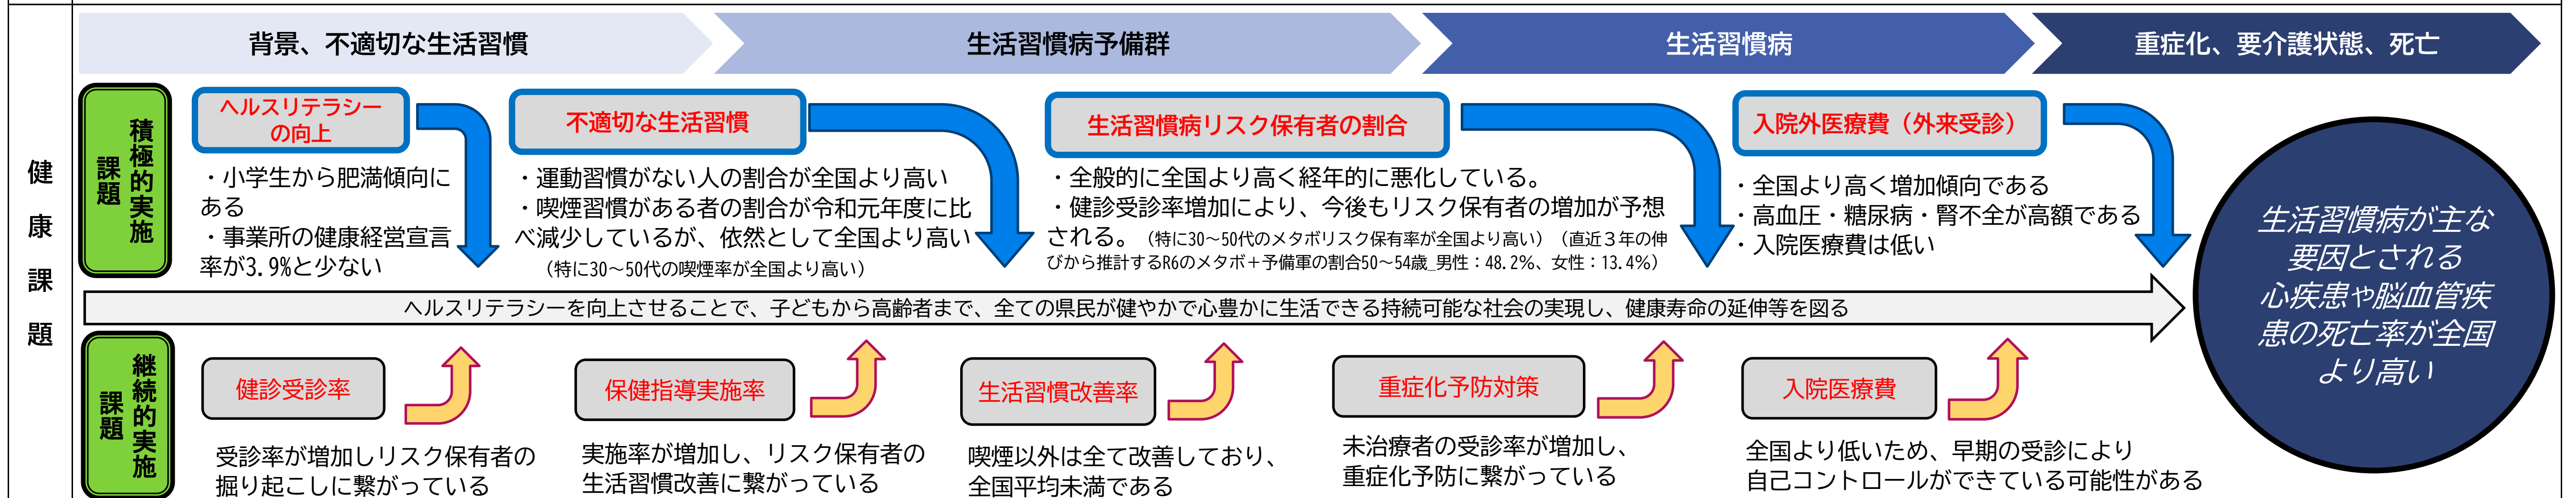 背景、不適切な生活習慣
生活習慣病予備群
生活習慣病
重症化、要介護状態、死亡
健康課題
積極的実施
課題
ヘルスリテラシー
の向上
・小学生から肥満傾向に
ある
・事業所の健康経営宣言
率が3.9%と少ない
不適切な生活習慣
・運動習慣がない人の割合が全国より高い
・喫煙習慣がある者の割合が令和元年度に比
べ減少しているが、依然として全国より高い
（特に30～50代の喫煙率が全国より高い）
生活習慣病リスク保有者の割合
・全般的に全国より高く経年的に悪化している。
・健診受診率増加により、今後もリスク保有者の増加が予想
される。（特に30～50代のメタボリスク保有率が全国より高い）（直近３年の伸
びから推計するR6のメタボ＋予備軍の割合50～54歳_男性：48.2%、女性：13.4%）
入院外医療費（外来受診）
・全国より高く増加傾向である
・高血圧・糖尿病・腎不全が高額である
・入院医療費は低い
生活習慣病が主な
要因とされる
心疾患や脳血管疾
患の死亡率が全国
より高い
ヘルスリテラシーを向上させることで、子どもから高齢者まで、全ての県民が健やかで心豊かに生活できる持続可能な社会の実現し、健康寿命の延伸等を図る
継続的実施
課題
健診受診率
受診率が増加しリスク保有者の
掘り起こしに繋がっている
保健指導実施率
実施率が増加し、リスク保有者の
生活習慣改善に繋がっている
生活習慣改善率
喫煙以外は全て改善しており、
全国平均未満である
重症化予防対策
未治療者の受診率が増加し、
重症化予防に繋がっている
入院医療費
全国より低いため、早期の受診により
自己コントロールができている可能性がある